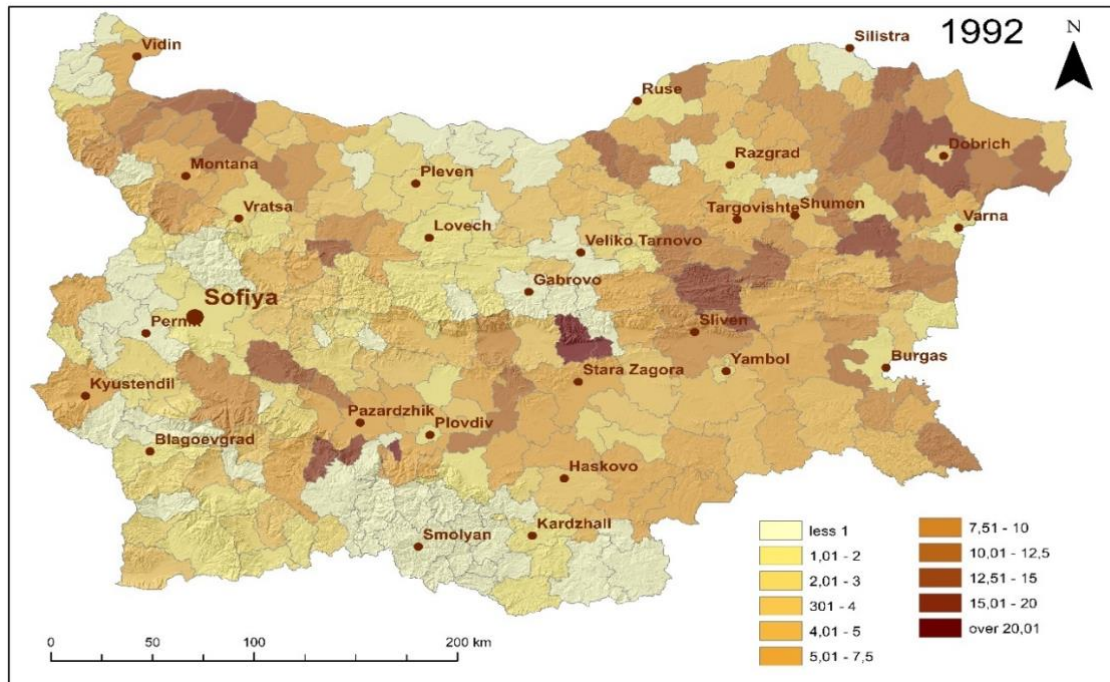 1992
N
Vidin
Silistra
Ruse
Dobrich
Montana
Razgrad
Pleven
Vratsa
Targovishte
Shumen
Varna
Lovech
Veliko Tarnovo
Gabrovo
Sofiya
Pernik
Sliven
Yambol
Burgas
Kyustendil
Stara Zagora
Pazardzhik
Plovdiv
Blagoevgrad
Haskovo
Smolyan
Kardzhall
less 1
1,01 - 2
2,01 - 3
301 - 4
4,01 - 5
5,01 - 7,5
7,51 - 10
10,01 - 12,5
12,51 - 15
15,01 - 20
over 20,01
0 50 100 200 km